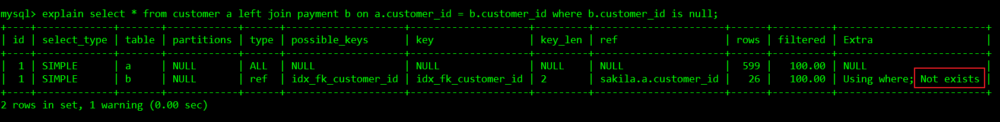 mysql> explain select * from customer a left join payment b on a.customer_id = b.customer_id where b.customer_id is null;
+----+-------------+-------+------------+------+--------------------+--------------------+---------+----------------------+------+----------+-------------------------+
| id | select_type | table | partitions | type | possible_keys      | key                | key_len | ref                  | rows | filtered | Extra                   |
+----+-------------+-------+------------+------+--------------------+--------------------+---------+----------------------+------+----------+-------------------------+
|  1 | SIMPLE      | a     | NULL       | ALL  | NULL               | NULL               | NULL    | NULL                 |  599 |   100.00 | NULL                    |
|  1 | SIMPLE      | b     | NULL       | ref  | idx_fk_customer_id | idx_fk_customer_id | 2       | sakila.a.customer_id |   26 |   100.00 | Using where; Not exists |
+----+-------------+-------+------------+------+--------------------+--------------------+---------+----------------------+------+----------+-------------------------+
2 rows in set, 1 warning (0.00 sec)